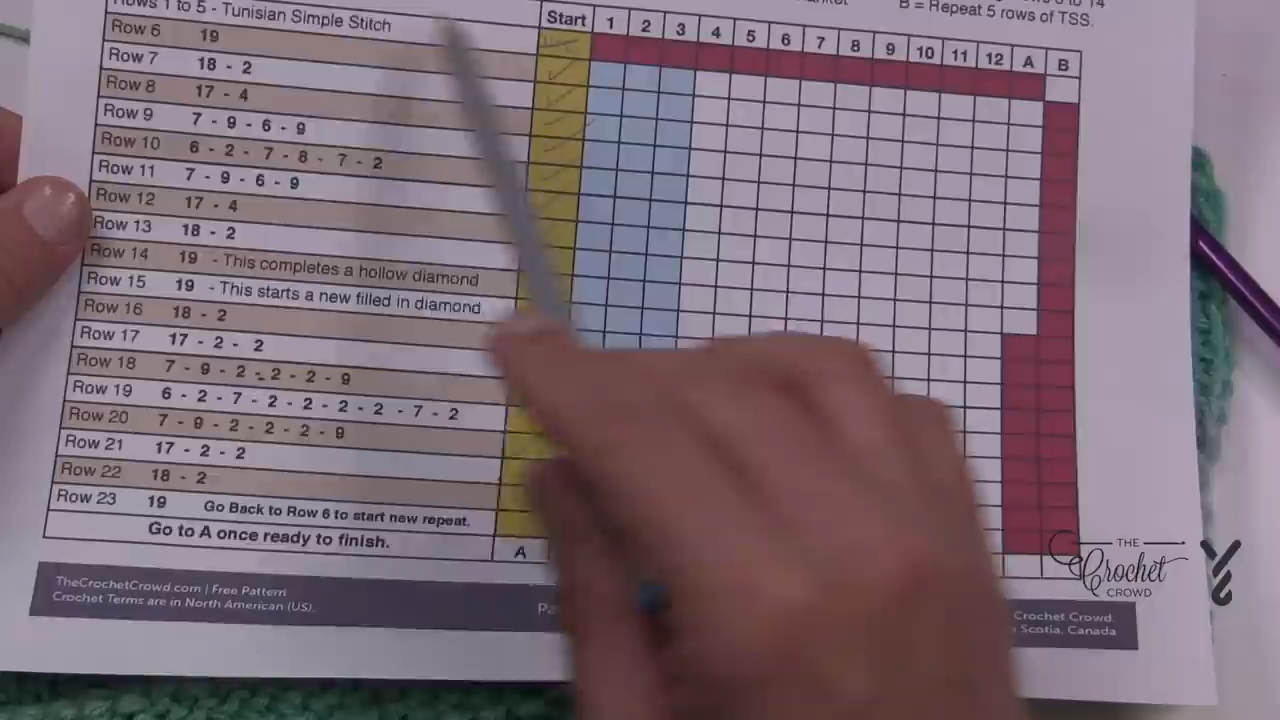 Rows 1 to 5 - Tunisian Simple Stitch
Row 6 19
Row 7 18 - 2
Row 8 17 - 4
Row 9 7 - 9 - 6 - 9
Row 10 6 - 2 - 7 - 8 - 7 - 2
Row 11 7 - 9 - 6 - 9
Row 12 17 - 4
Row 13 18 - 2
Row 14 19 - This completes a hollow diamond
Row 15 19 - This starts a new filled in diamond
Row 16 18 - 2
Row 17 17 - 2 - 2
Row 18 7 - 9 - 2 - 2 - 2 - 9
Row 19 6 - 2 - 7 - 2 - 2 - 2 - 2 - 7 - 2
Row 20 7 - 9 - 2 - 2 - 2 - 9
Row 21 17 - 2 - 2
Row 22 18 - 2
Row 23 19 Go Back to Row 6 to start new repeat.
Go to A once ready to finish.
B = Repeat 5 rows of TSS.
Start 1 2 3 4 5 6 7 8 9 10 11 12 A B
A
TheCrochetCrowd.com | Free Pattern
Crochet Terms are in North American (US).
Crochet Crowd
Scotia, Canada
THE
Crochet
CROWD